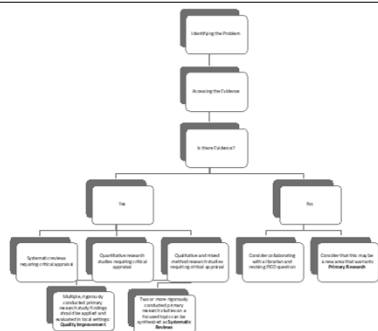 Identifying the Problem
Accessing the Evidence
Is there Evidence?
Yes
No
Systematic reviews
requiring critical appraisal
Quantitative research
studies requiring critical
appraisal
Qualitative and mixed
method research studies
requiring critical appraisal
Consider collaborating
with a librarian and
revising PICO question
Consider that this may be
a new area that warrants
Primary Research
Multiple, rigorously
conducted primary
research study findings
should be applied and
evaluated in local settings:
Quality Improvement
Two or more rigorously
conducted primary
research studies on a
focused topic can be
synthesized as Systematic
Reviews